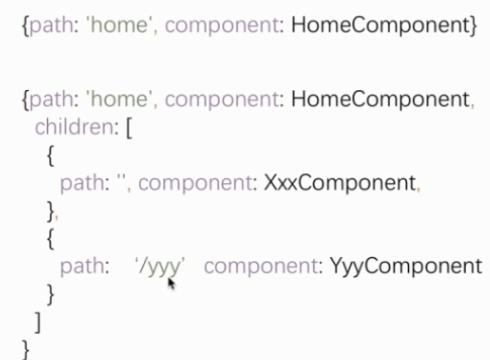 {path: 'home', component: HomeComponent}
{path: 'home', component: HomeComponent,
children: [
{
path: '', component: XxxComponent,
},
{
path: '/yyy' component: YyyComponent
}
]
}